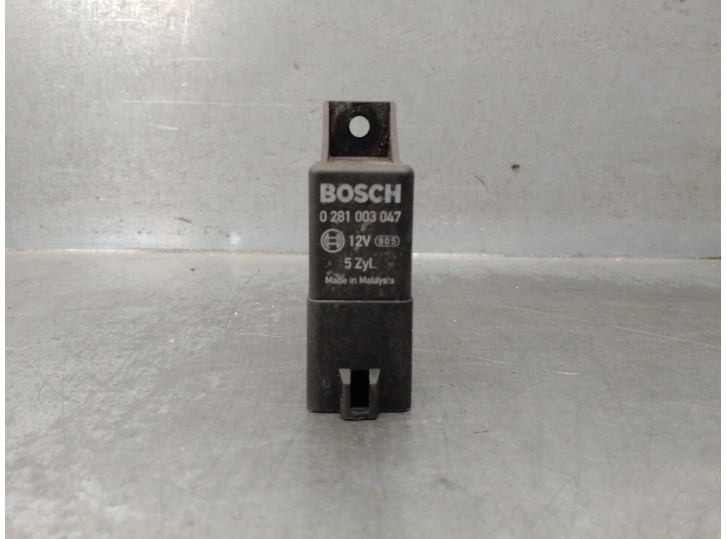 BOSCH
0 281 003 047
12V 905
5 Zyl.
Made in Malaysia